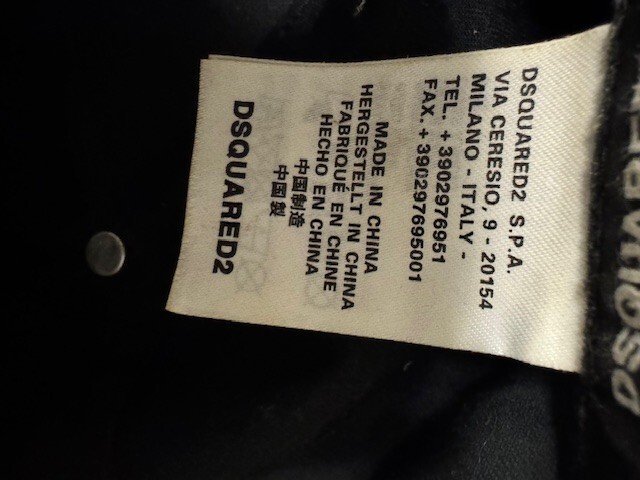 DSQUARED2 S.P.A.
VIA CERESIO, 9 - 20154
MILANO - ITALY -
TEL. + 3902976951
FAX. + 390297695001
MADE IN CHINA
HERGESTELLT IN CHINA
FABRIQUÉ EN CHINE
HECHO EN CHINA
中国制造
中国製
DSQUARED2